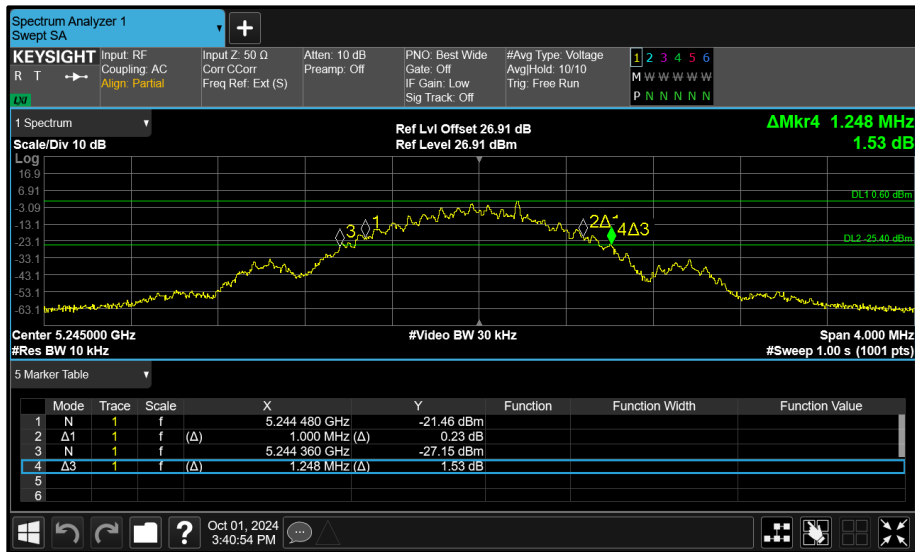 Spectrum Analyzer 1
Swept SA
+
KEYSIGHT
R T
LXI
Input: RF
Coupling: AC
Align: Partial
Input Z: 50 Ω
Corr CCorr
Freq Ref: Ext (S)
Atten: 10 dB
Preamp: Off
PNO: Best Wide
Gate: Off
IF Gain: Low
Sig Track: Off
#Avg Type: Voltage
Avg|Hold: 10/10
Trig: Free Run
1 2 3 4 5 6
M W W W W W
P N N N N N
1 Spectrum
Scale/Div 10 dB
Ref Lvl Offset 26.91 dB
Ref Level 26.91 dBm
ΔMkr4 1.248 MHz
1.53 dB
Log
16.9
6.91
-3.09
-13.1
-23.1
-33.1
-43.1
-53.1
-63.1
DL1 0.60 dBm
DL2 -25.40 dBm
3
1
2Δ1
4Δ3
Center 5.245000 GHz
#Video BW 30 kHz
Span 4.000 MHz
#Res BW 10 kHz
#Sweep 1.00 s (1001 pts)
5 Marker Table
Mode Trace Scale X Y Function Function Width Function Value
1 N 1 f 5.244 480 GHz -21.46 dBm
2 Δ1 1 f (Δ) 1.000 MHz (Δ) 0.23 dB
3 N 1 f 5.244 360 GHz -27.15 dBm
4 Δ3 1 f (Δ) 1.248 MHz (Δ) 1.53 dB
5
6
?
Oct 01, 2024
3:40:54 PM